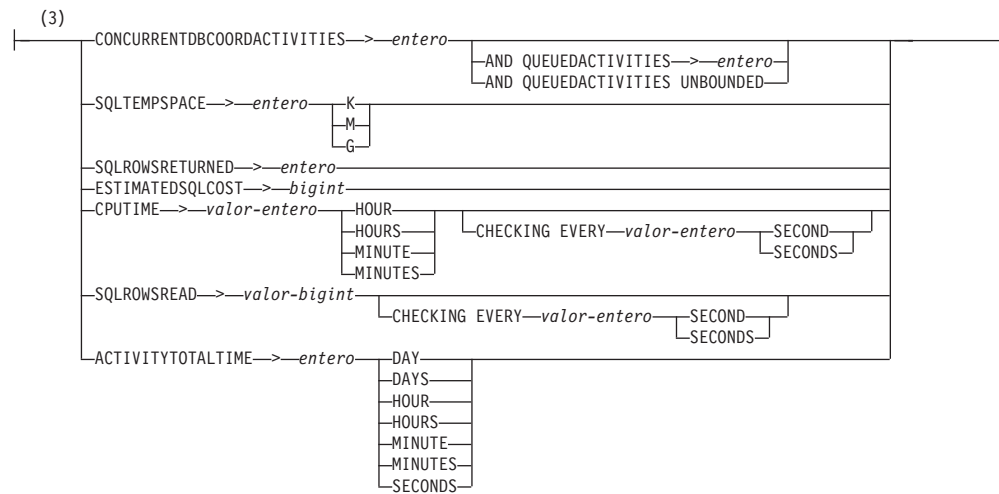 (3)
CONCURRENTDBCOORDACTIVITIES > entero
AND QUEUEDACTIVITIES > entero
AND QUEUEDACTIVITIES UNBOUNDED
SQLTEMPSPACE > entero K
M
G
SQLROWSRETURNED > entero
ESTIMATEDSQLCOST > bigint
CPUTIME > valor-entero HOUR
HOURS
MINUTE
MINUTES
CHECKING EVERY valor-entero SECOND
SECONDS
SQLROWSREAD > valor-bigint
CHECKING EVERY valor-entero SECOND
SECONDS
ACTIVITYTOTALTIME > entero DAY
DAYS
HOUR
HOURS
MINUTE
MINUTES
SECONDS